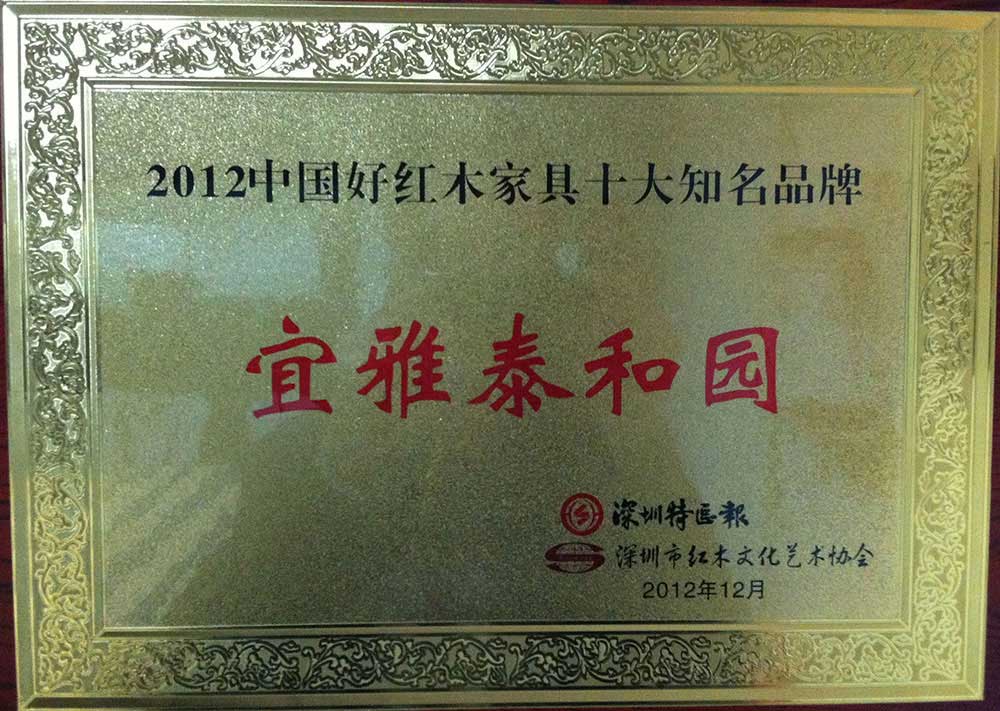 2012中国好红木家具十大知名品牌
宜雅泰和园
深圳特区報
深圳市红木文化艺术协会
2012年12月